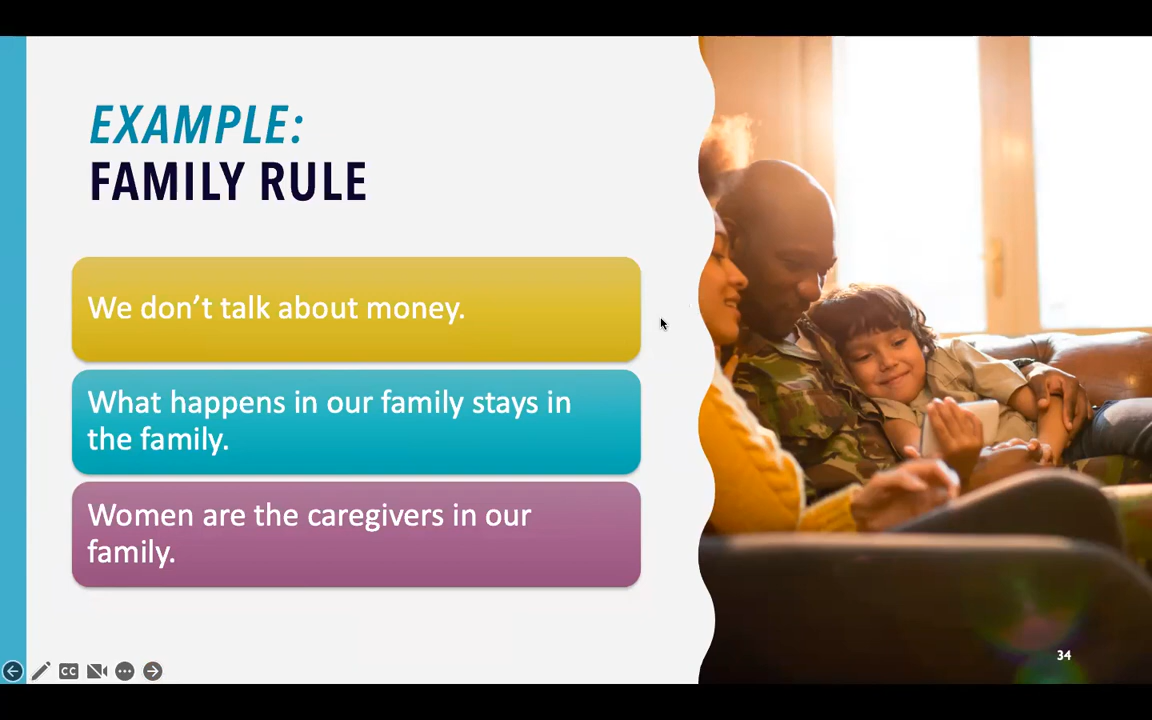 EXAMPLE:
FAMILY RULE
We don’t talk about money.
What happens in our family stays in
the family.
Women are the caregivers in our
family.
CC
34